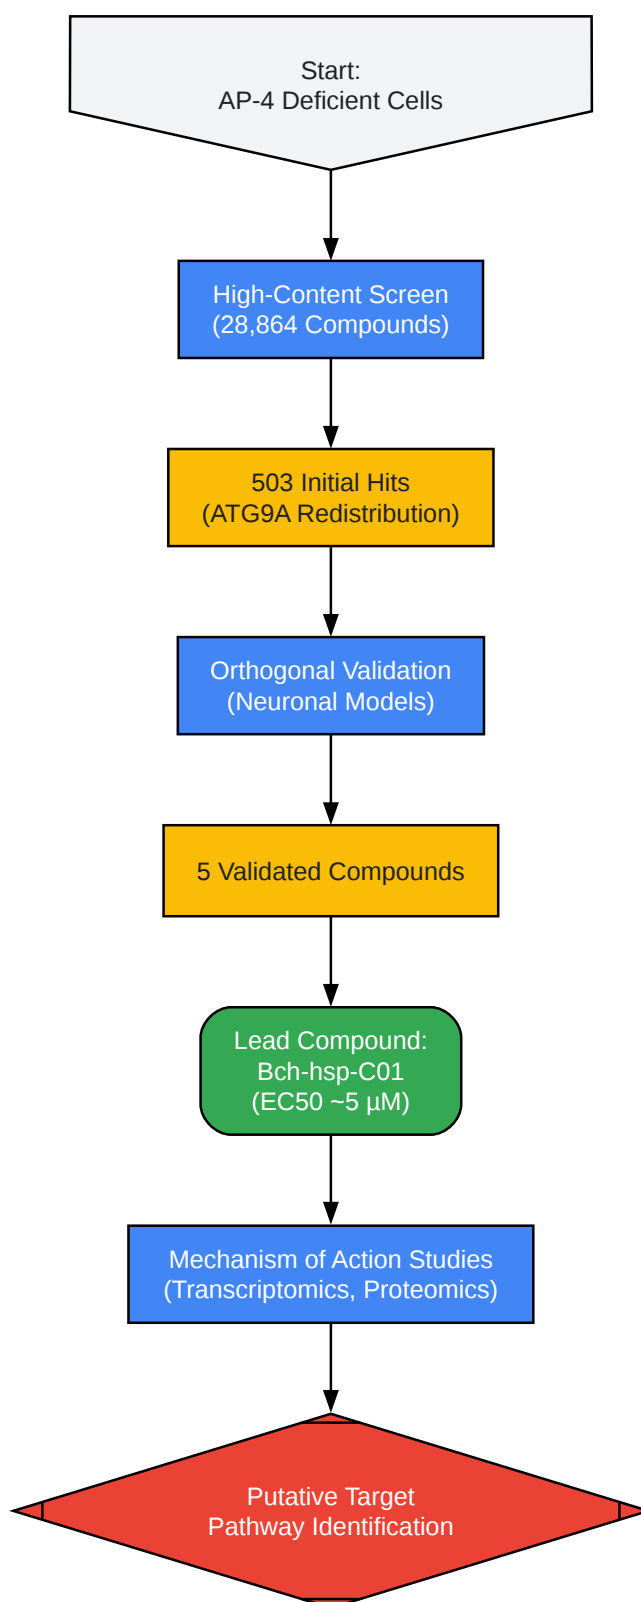 Start:
AP-4 Deficient Cells
High-Content Screen
(28,864 Compounds)
503 Initial Hits
(ATG9A Redistribution)
Orthogonal Validation
(Neuronal Models)
5 Validated Compounds
Lead Compound:
Bch-hsp-C01
(EC50 ~5 µM)
Mechanism of Action Studies
(Transcriptomics, Proteomics)
Putative Target
Pathway Identification